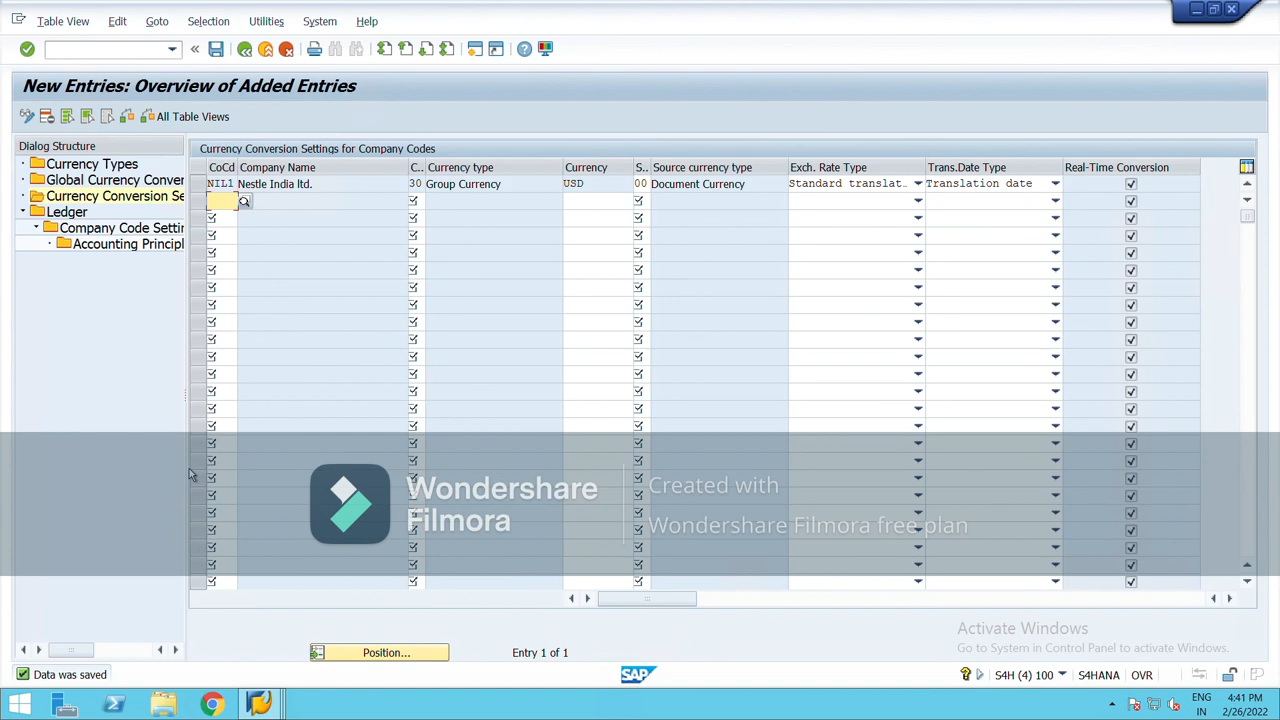 Table View Edit Goto Selection Utilities System Help
New Entries: Overview of Added Entries
All Table Views
Dialog Structure
Currency Types
Global Currency Conver
Currency Conversion Se
Ledger
Company Code Settir
Accounting Principl
Currency Conversion Settings for Company Codes
CoCd Company Name C.. Currency type Currency S.. Source currency type Exch. Rate Type Trans.Date Type Real-Time Conversion
NIL1 Nestle India ltd. 30 Group Currency USD 00 Document Currency Standard translat… Translation date
Wondershare
Filmora
Created with
Wondershare Filmora free plan
Position... Entry 1 of 1
Activate Windows
Go to System in Control Panel to activate Windows.
Data was saved
SAP
S4H (4) 100 S4HANA OVR
ENG
IN
4:41 PM
2/26/2022